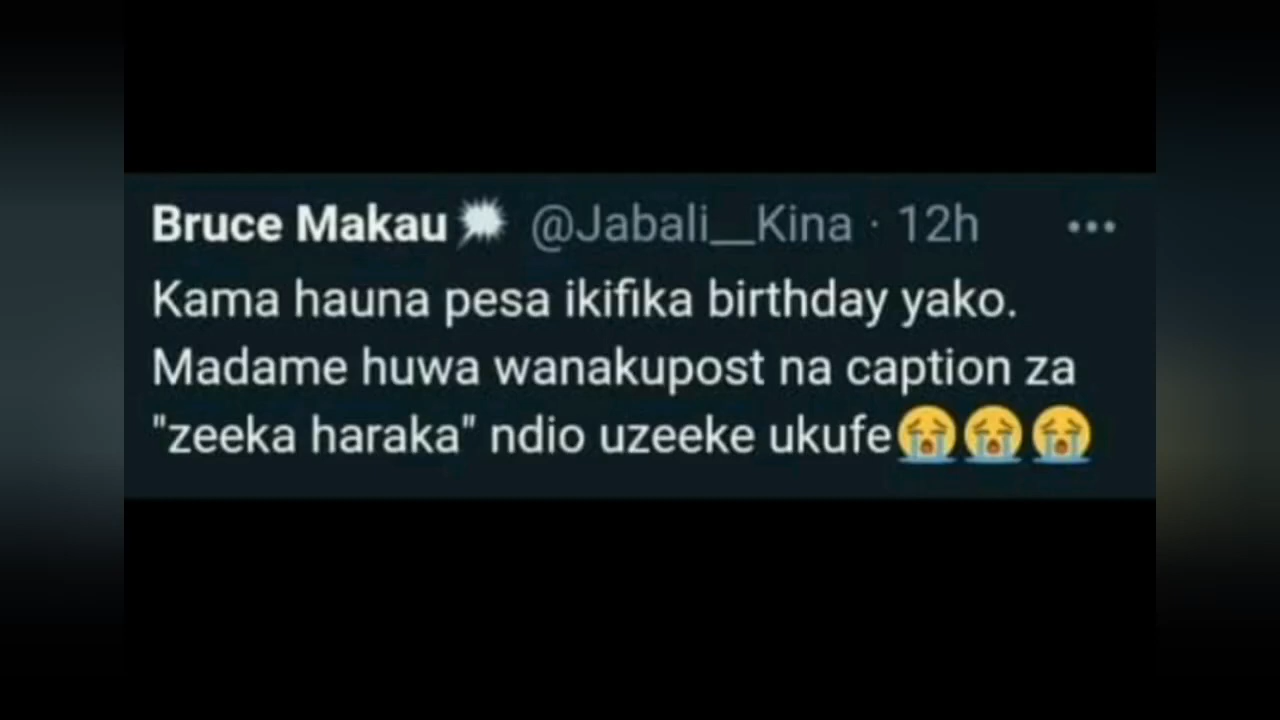 Bruce Makau @Jabali__Kina · 12h
Kama hauna pesa ikifika birthday yako.
Madame huwa wanakupost na caption za
"zeeka haraka" ndio uzeeke ukufe😭😭😭